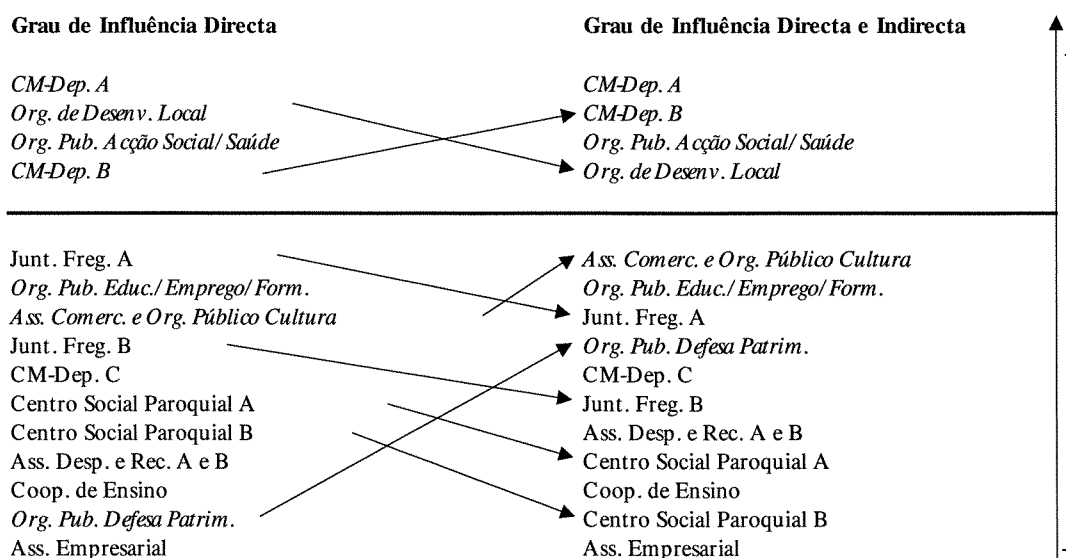 Grau de Influência Directa
CM-Dep. A
Org. de Desenv. Local
Org. Pub. Acção Social/Saúde
CM-Dep. B
Junt. Freg. A
Org. Pub. Educ./Emprego/Form.
Ass. Comerc. e Org. Público Cultura
Junt. Freg. B
CM-Dep. C
Centro Social Paroquial A
Centro Social Paroquial B
Ass. Desp. e Rec. A e B
Coop. de Ensino
Org. Pub. Defesa Patrim.
Ass. Empresarial
Grau de Influência Directa e Indirecta
CM-Dep. A
CM-Dep. B
Org. Pub. Acção Social/Saúde
Org. de Desenv. Local
Ass. Comerc. e Org. Público Cultura
Org. Pub. Educ./Emprego/Form.
Junt. Freg. A
Org. Pub. Defesa Patrim.
CM-Dep. C
Junt. Freg. B
Ass. Desp. e Rec. A e B
Centro Social Paroquial A
Coop. de Ensino
Centro Social Paroquial B
Ass. Empresarial